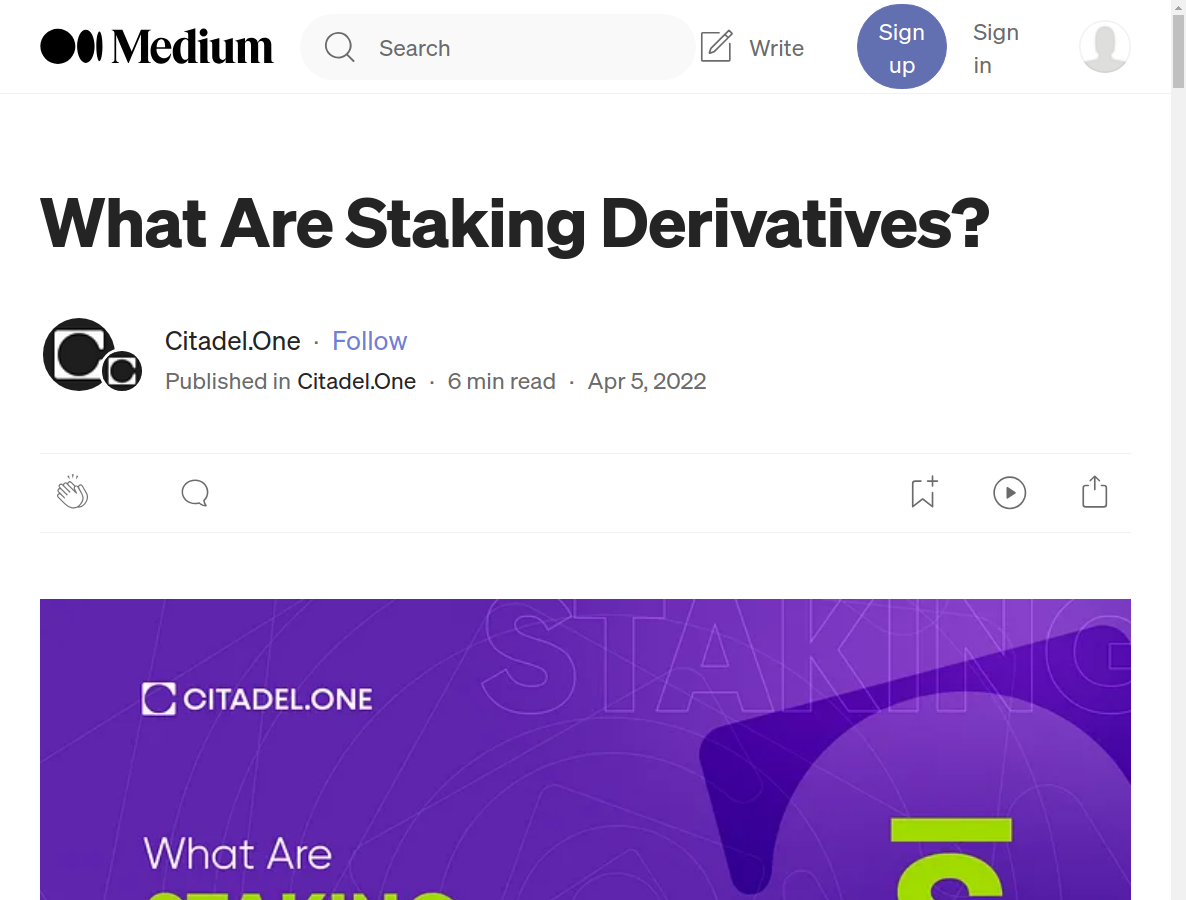 Medium
Search
Write
Sign
up
Sign
in
What Are Staking Derivatives?
Citadel.One · Follow
Published in Citadel.One · 6 min read · Apr 5, 2022
STAKING
CITADEL.ONE
What Are
STAKING